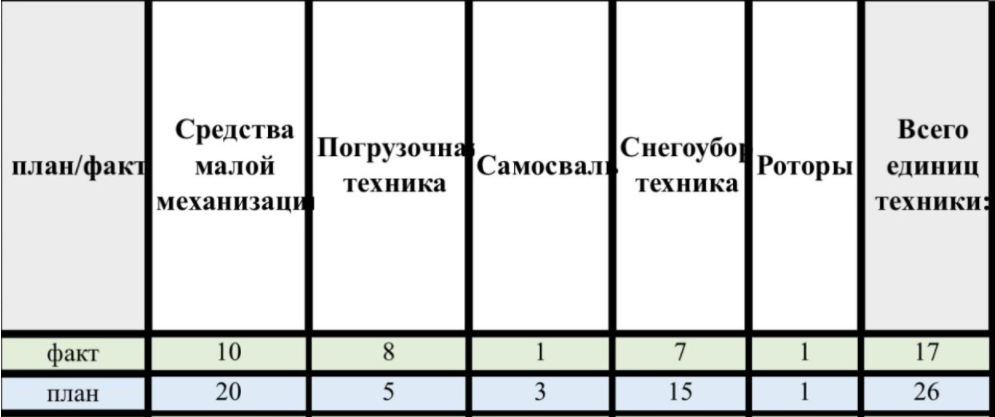 план/факт
Средства
малой
механизаци
Погрузочна
техника
Самосвал
Снегоубор
техника
Роторы
Всего
единиц
техники:
факт 10 8 1 7 1 17
план 20 5 3 15 1 26